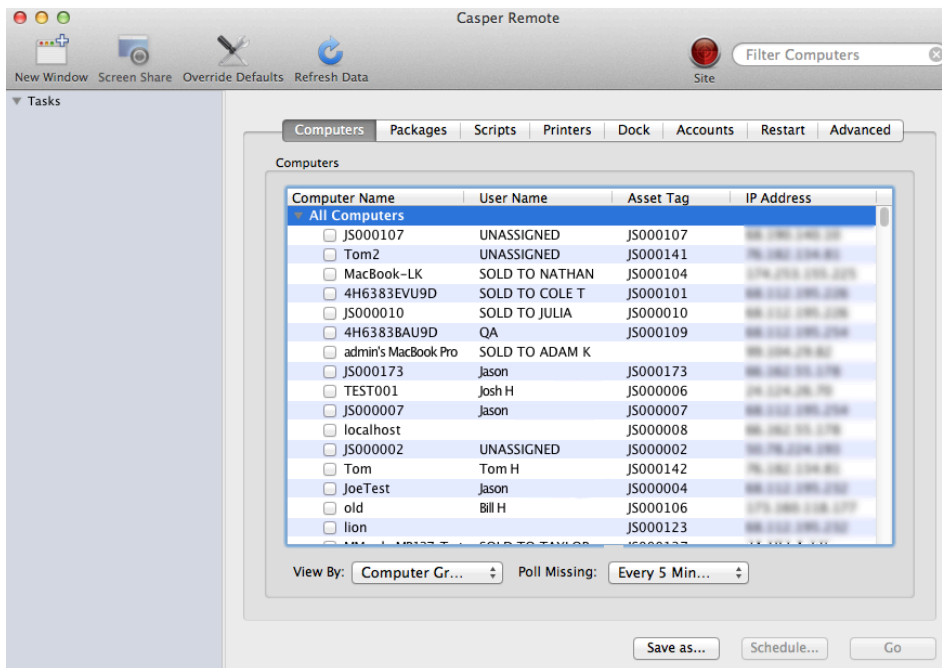 Casper Remote
New Window Screen Share Override Defaults Refresh Data Site Filter Computers
Tasks
Computers Packages Scripts Printers Dock Accounts Restart Advanced
Computers
Computer Name User Name Asset Tag IP Address
All Computers
JS000107 UNASSIGNED JS000107
Tom2 UNASSIGNED JS000141
MacBook-LK SOLD TO NATHAN JS000104
4H6383EVU9D SOLD TO COLE T JS000101
JS000010 SOLD TO JULIA JS000010
4H6383BAU9D QA JS000109
admin's MacBook Pro SOLD TO ADAM K
JS000173 Jason JS000173
TEST001 Josh H JS000006
JS000007 Jason JS000007
localhost JS000008
JS000002 UNASSIGNED JS000002
Tom Tom H JS000142
JoeTest Jason JS000004
old Bill H JS000106
lion JS000123
SOLD TO TAYLOR
View By: Computer Gr... Poll Missing: Every 5 Min...
Save as... Schedule... Go